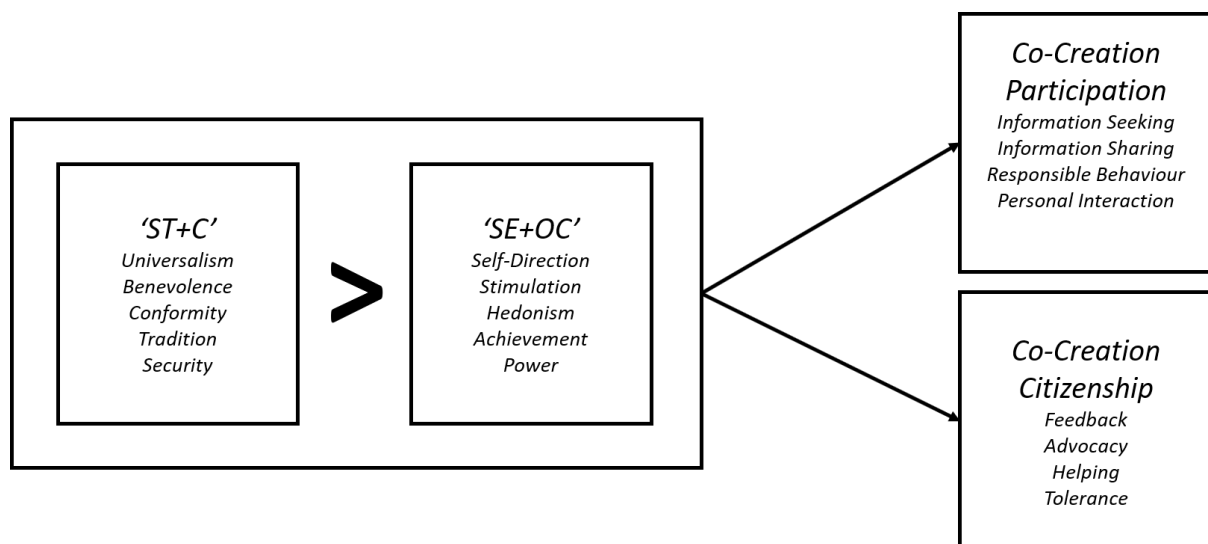 ‘ST+C’
Universalism
Benevolence
Conformity
Tradition
Security
>
‘SE+OC’
Self-Direction
Stimulation
Hedonism
Achievement
Power
Co-Creation
Participation
Information Seeking
Information Sharing
Responsible Behaviour
Personal Interaction
Co-Creation
Citizenship
Feedback
Advocacy
Helping
Tolerance